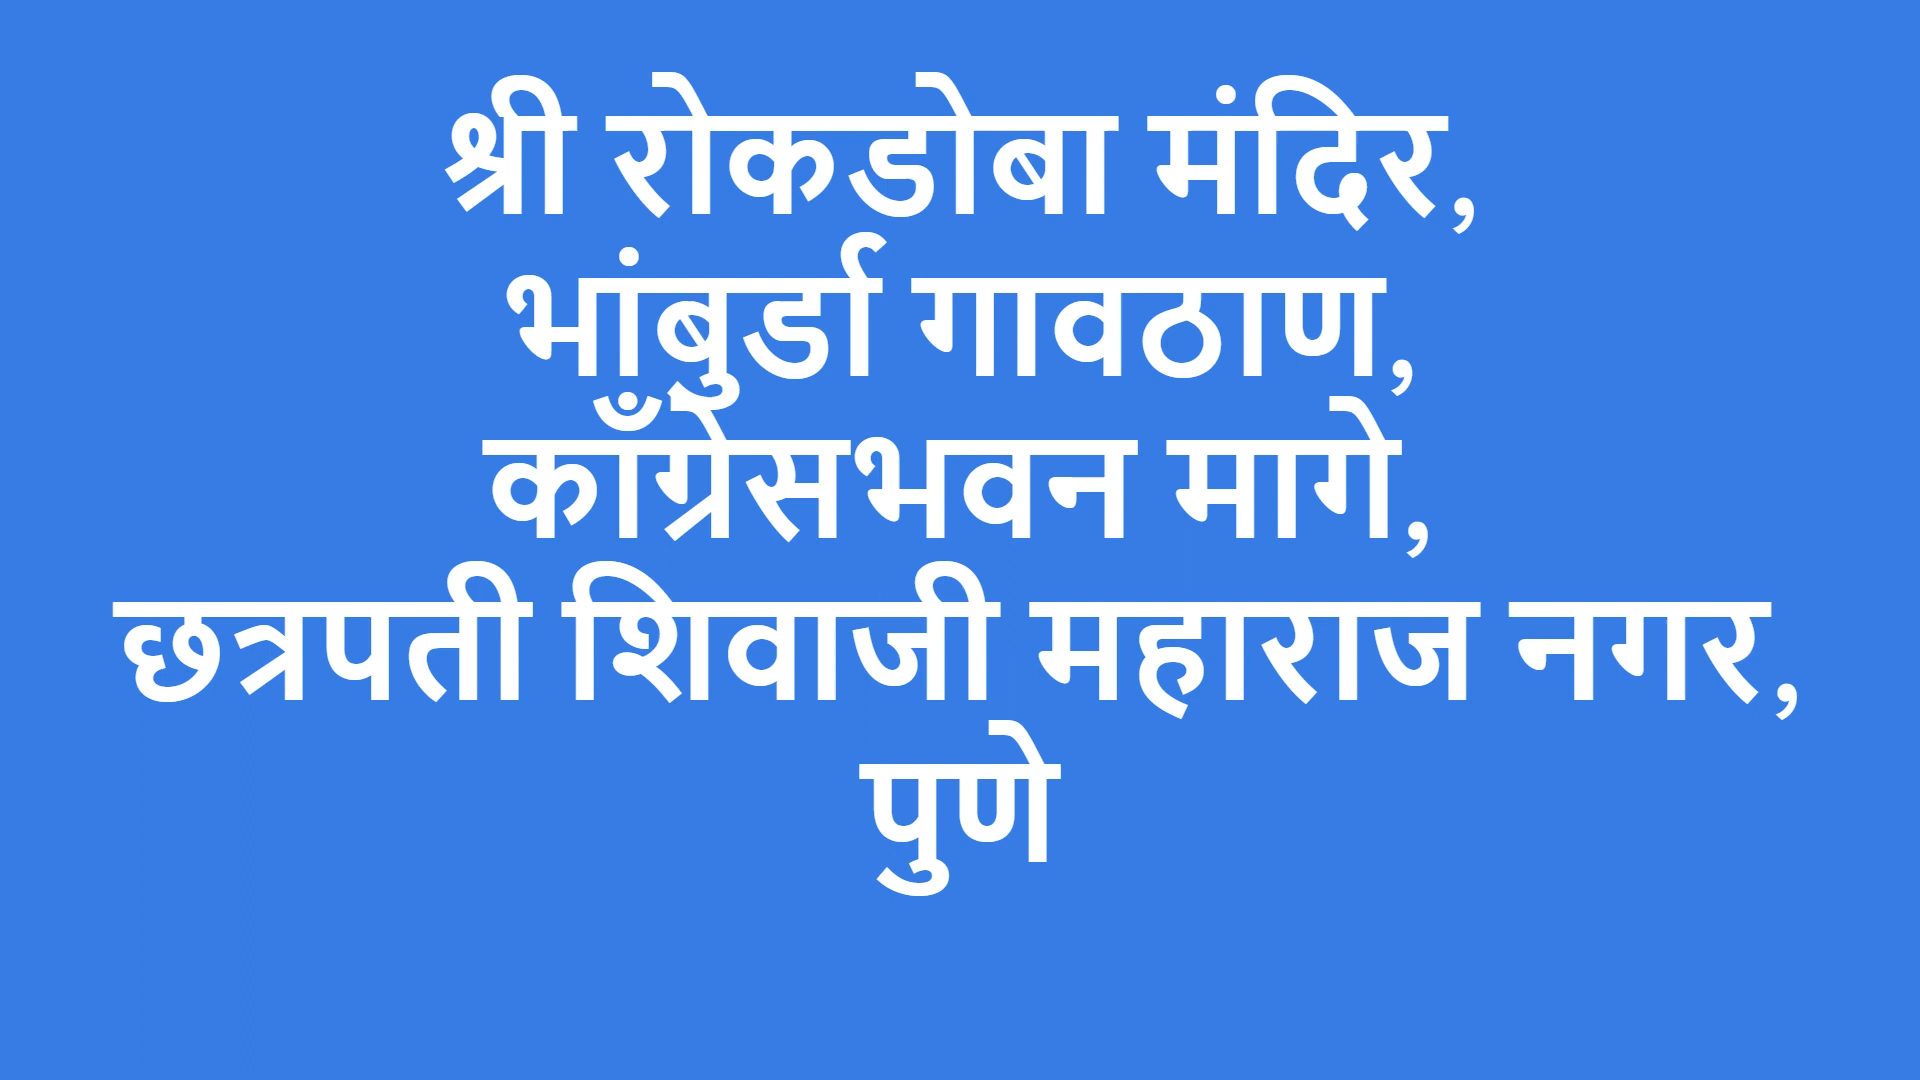 श्री रोकडोबा मंदिर,
भांबुर्डा गावठाण,
काँग्रेसभवन मागे,
छत्रपती शिवाजी महाराज नगर,
पुणे